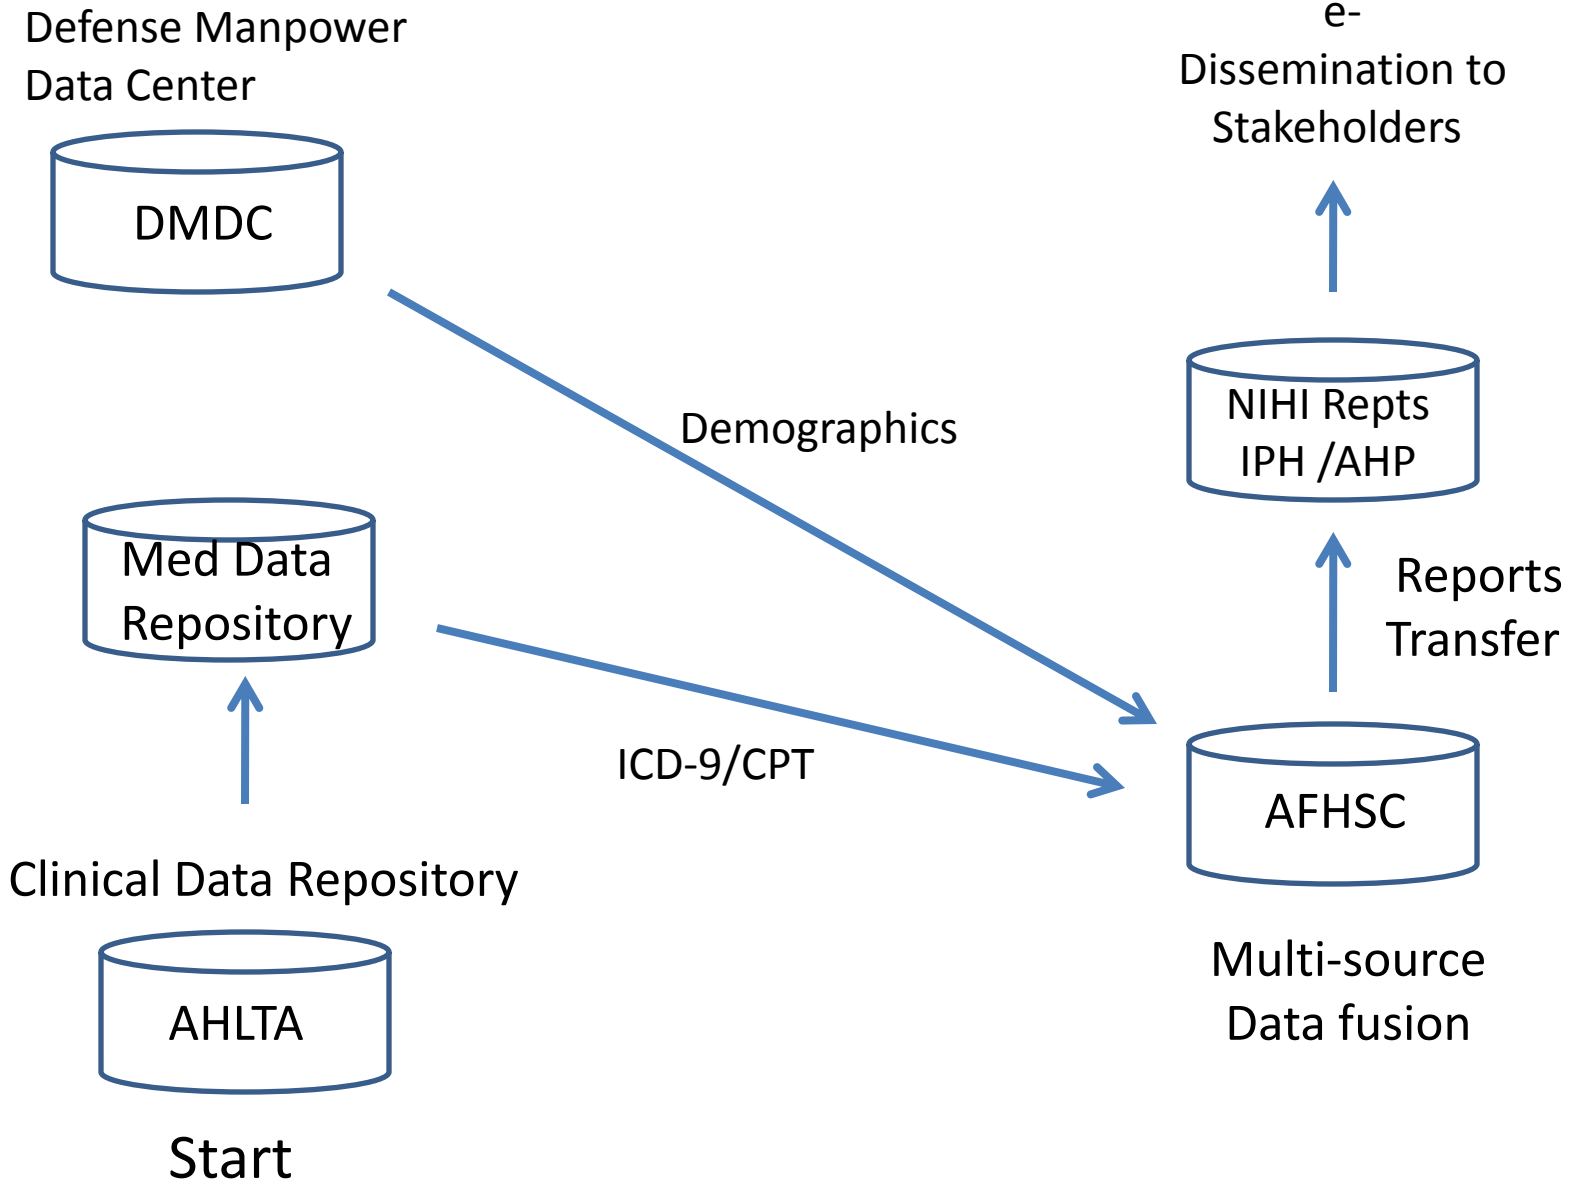 Defense Manpower
Data Center
DMDC
e-
Dissemination to
Stakeholders
Demographics
NIHI Repts
IPH /AHP
Med Data
Repository
Reports
Transfer
ICD-9/CPT
AFHSC
Clinical Data Repository
AHLTA
Multi-source
Data fusion
Start